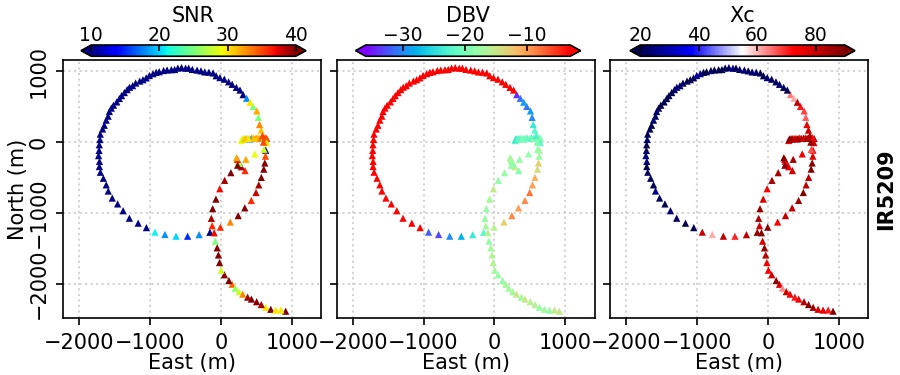 SNR DBV Xc
10 20 30 40 −30 −20 −10 20 40 60 80
1000
0
−1000
−2000
North (m)
IR5209
−2000 −1000 0 1000 −2000 −1000 0 1000 −2000 −1000 0 1000
East (m) East (m) East (m)